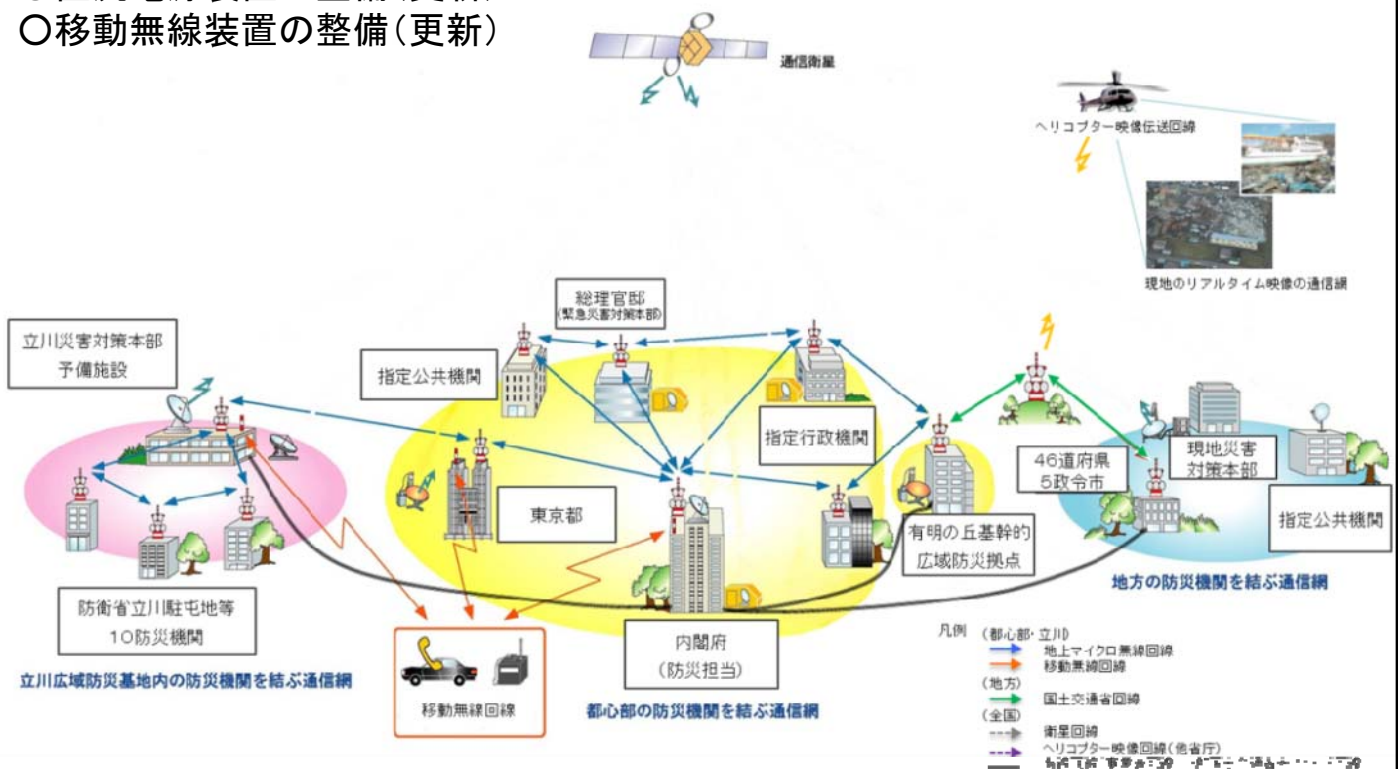 〇移動無線装置の整備（更新）
通信衛星
ヘリコプター映像伝送回線
現地のリアルタイム映像の通信網
総理官邸
(緊急災害対策本部)
立川災害対策本部
予備施設
指定公共機関
指定行政機関
46道府県
5政令市
現地災害
対策本部
東京都
指定公共機関
有明の丘基幹的
広域防災拠点
地方の防災機関を結ぶ通信網
防衛省立川駐屯地等
10防災機関
内閣府
(防災担当)
立川広域防災基地内の防災機関を結ぶ通信網
移動無線回線
都心部の防災機関を結ぶ通信網
凡例
(都心部・立川)
地上マイクロ無線回線
移動無線回線
(地方)
国土交通省回線
(全国)
衛星回線
ヘリコプター映像回線(他省庁)